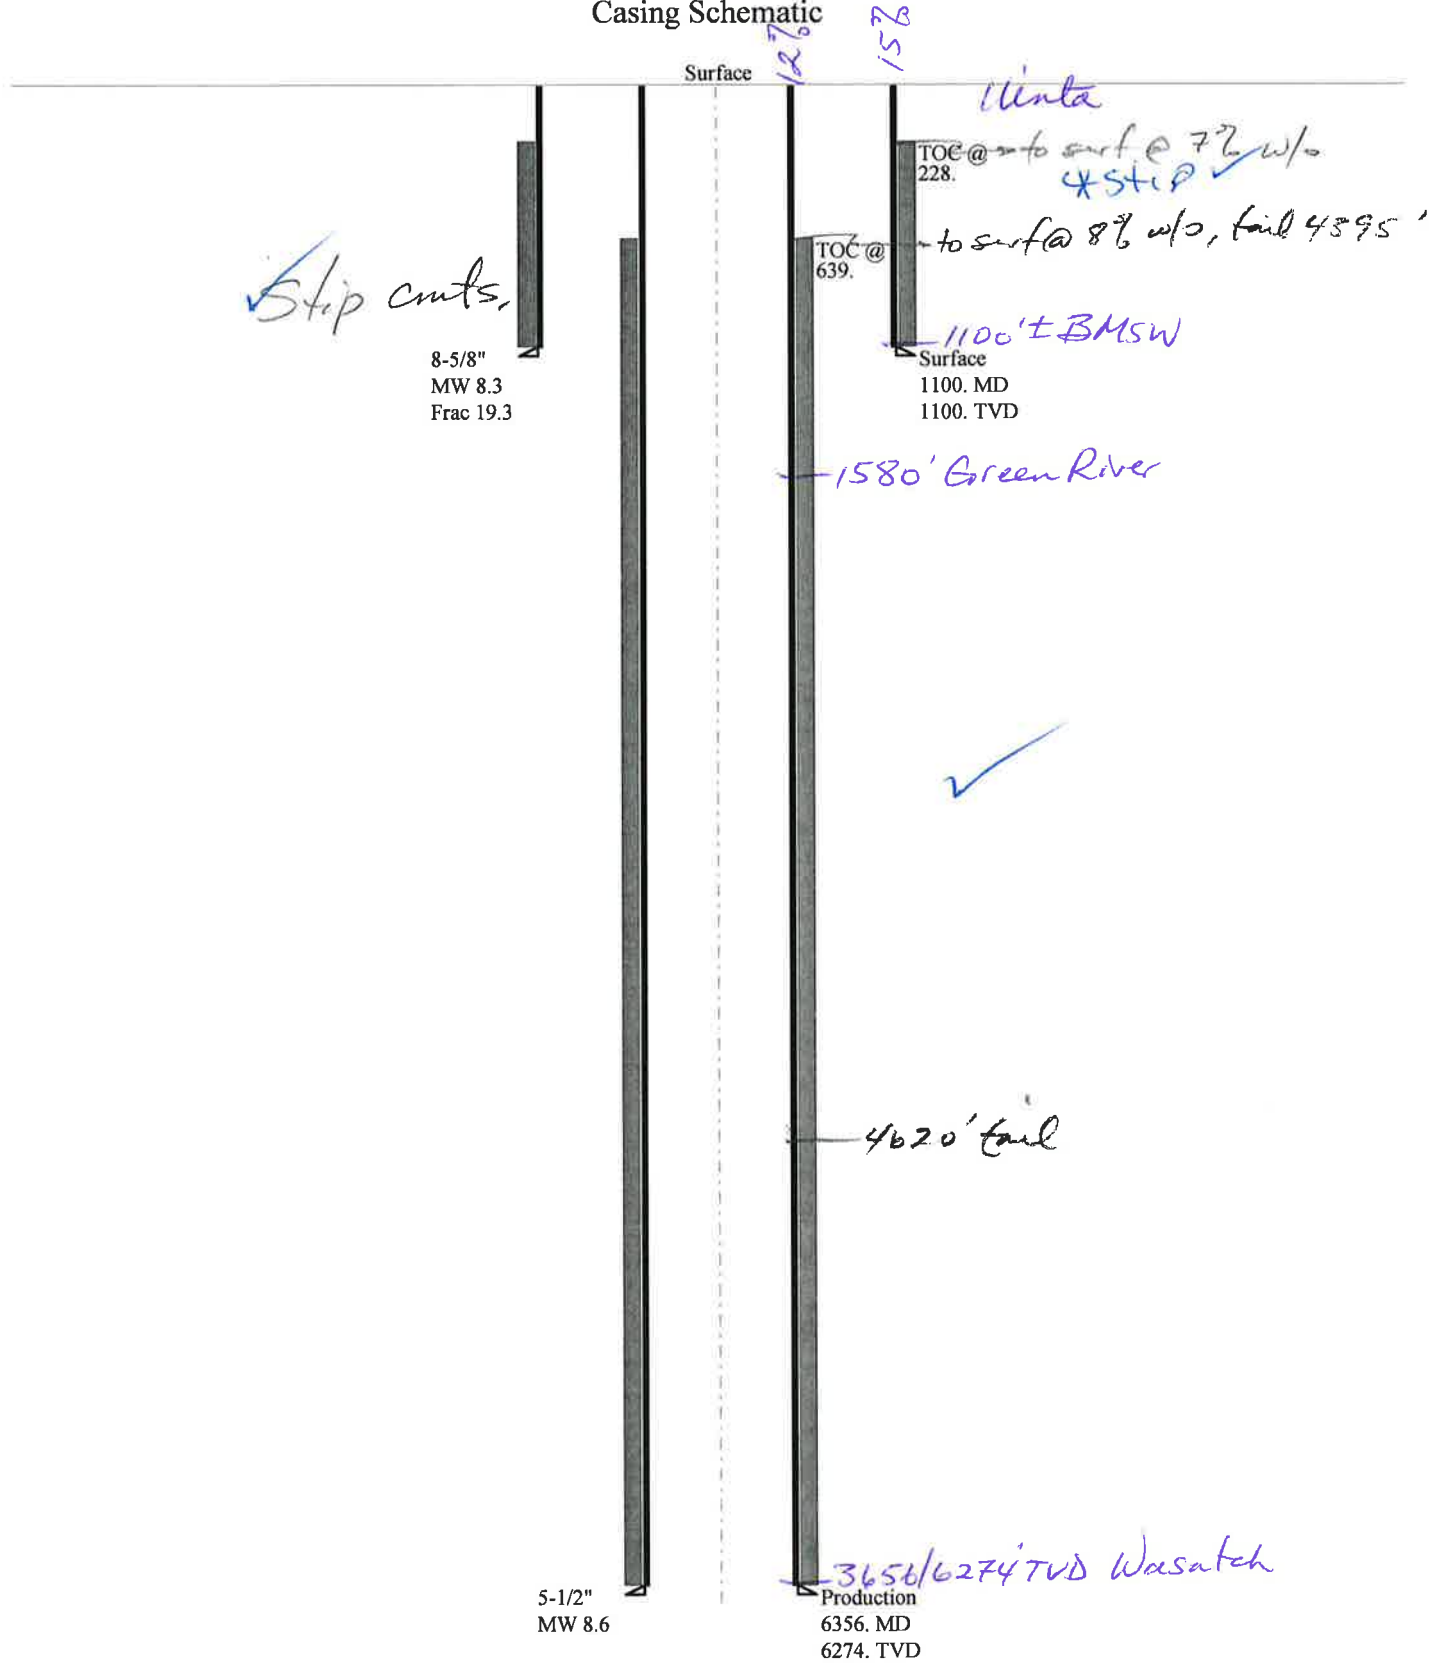 Casing Schematic
12%
15%
Surface
Uinta
TOC @ → to surf @ 7% w/o
228.
* Stip ✓
to surf @ 8% w/o, tail 4395'
TOC @
639.
✓ Stip cmts.
1100' ± BMSW
8-5/8"
MW 8.3
Frac 19.3
Surface
1100. MD
1100. TVD
1580' Green River
✓
4620' tail
3656/6274' TVD Wasatch
5-1/2"
MW 8.6
Production
6356. MD
6274. TVD